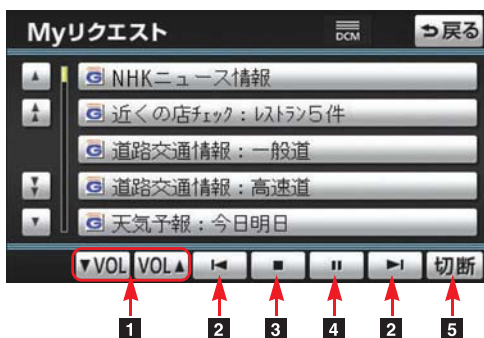 Myリクエスト DCM 戻る
G NHKニュース情報
G 近くの店ﾁｪｯｸ:ﾚｽﾄﾗﾝ5件
G 道路交通情報:一般道
G 道路交通情報:高速道
G 天気予報:今日明日
▼VOL VOL▲ 切断
1 2 3 4 2 5